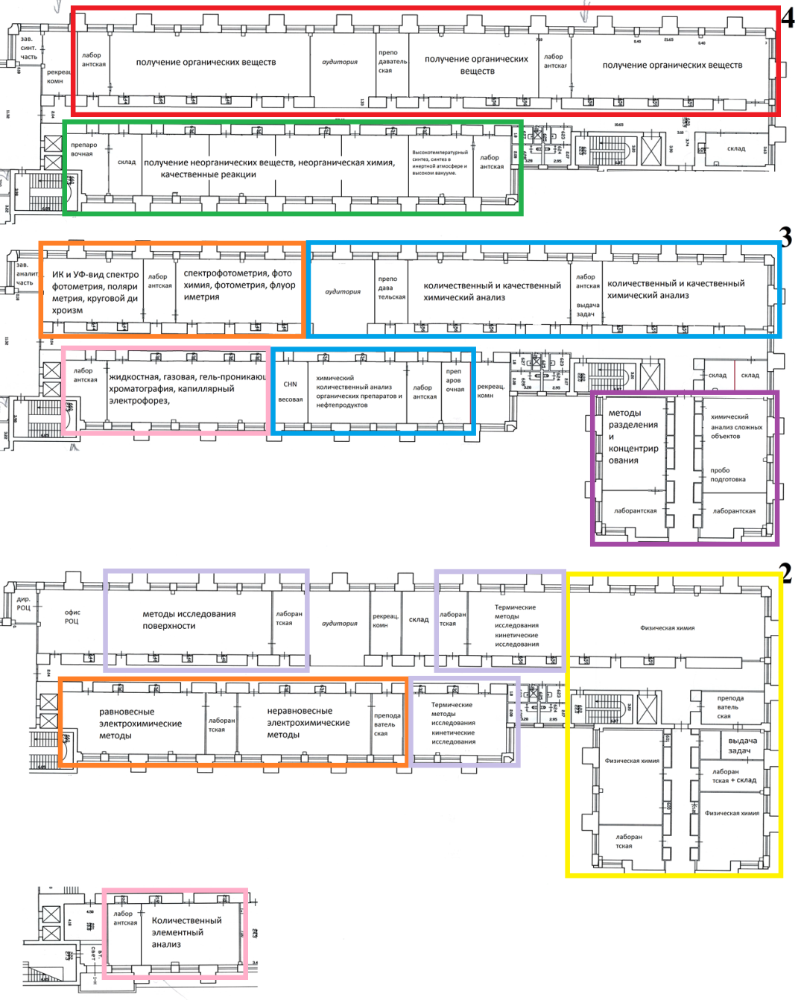 4
зав.
синт.
часть
рекреац.
комн
лабор
антская
получение органических веществ
аудитория
препо
даватель
ская
получение органических
веществ
лабор
антская
получение органических веществ
препаро
вочная
склад
получение неорганических веществ, неорганическая химия,
качественные реакции
Высокотемпературный
синтез, синтез в
инертной атмосфере и
высоком вакууме.
лабор
антская
склад
3
зав.
аналит
часть
ИК и УФ-вид спектро
фотометрия, поляри
метрия, круговой ди
хроизм
лабор
антская
спектрофотометрия, фото
химия, фотометрия, флуор
иметрия
аудитория
препо
дава
тельская
количественный и качественный
химический анализ
лабор
антская
выдача
задач
количественный и качественный
химический анализ
лабор
антская
жидкостная, газовая, гель-проникающ
хроматография, капиллярный
электрофорез,
CHN
весовая
химический
количественный анализ
органических препаратов и
нефтепродуктов
лабор
антская
преп
аров
очная
рекреац.
комн
склад
склад
методы
разделения
и
концентрир
ования
лаборантская
химический
анализ сложных
объектов
пробо
подготовка
лаборантская
2
дир.
РОЦ
офис
РОЦ
методы исследования
поверхности
лаборан
тская
аудитория
рекреац.
комн
склад
лаборан
тская
Термические
методы
исследования
кинетические
исследования
Физическая химия
равновесные
электрохимические
методы
лаборан
тская
неравновесные
электрохимические
методы
препода
ватель
ская
Термические
методы
исследования
кинетические
исследования
препода
ватель
ская
Физическая химия
лаборан
тская
выдача
задач
лаборан
тская + склад
Физическая химия
лабор
антская
Количественный
элементный
анализ